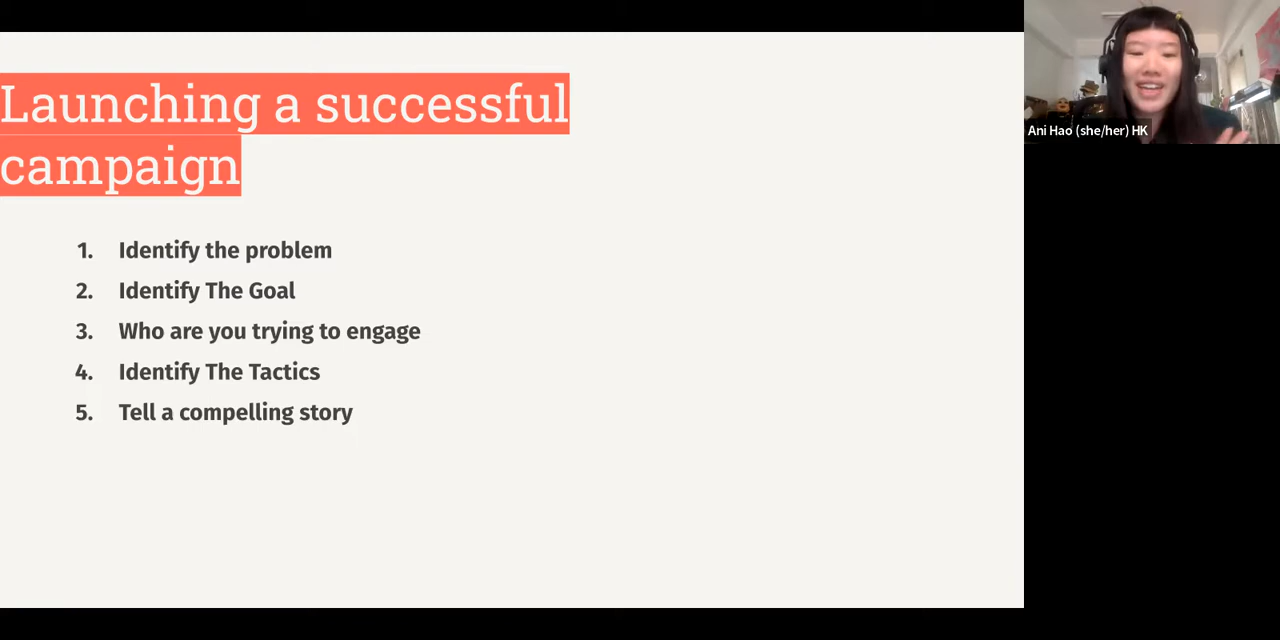 Launching a successful
campaign
1. Identify the problem
2. Identify The Goal
3. Who are you trying to engage
4. Identify The Tactics
5. Tell a compelling story
Ani Hao (she/her) HK